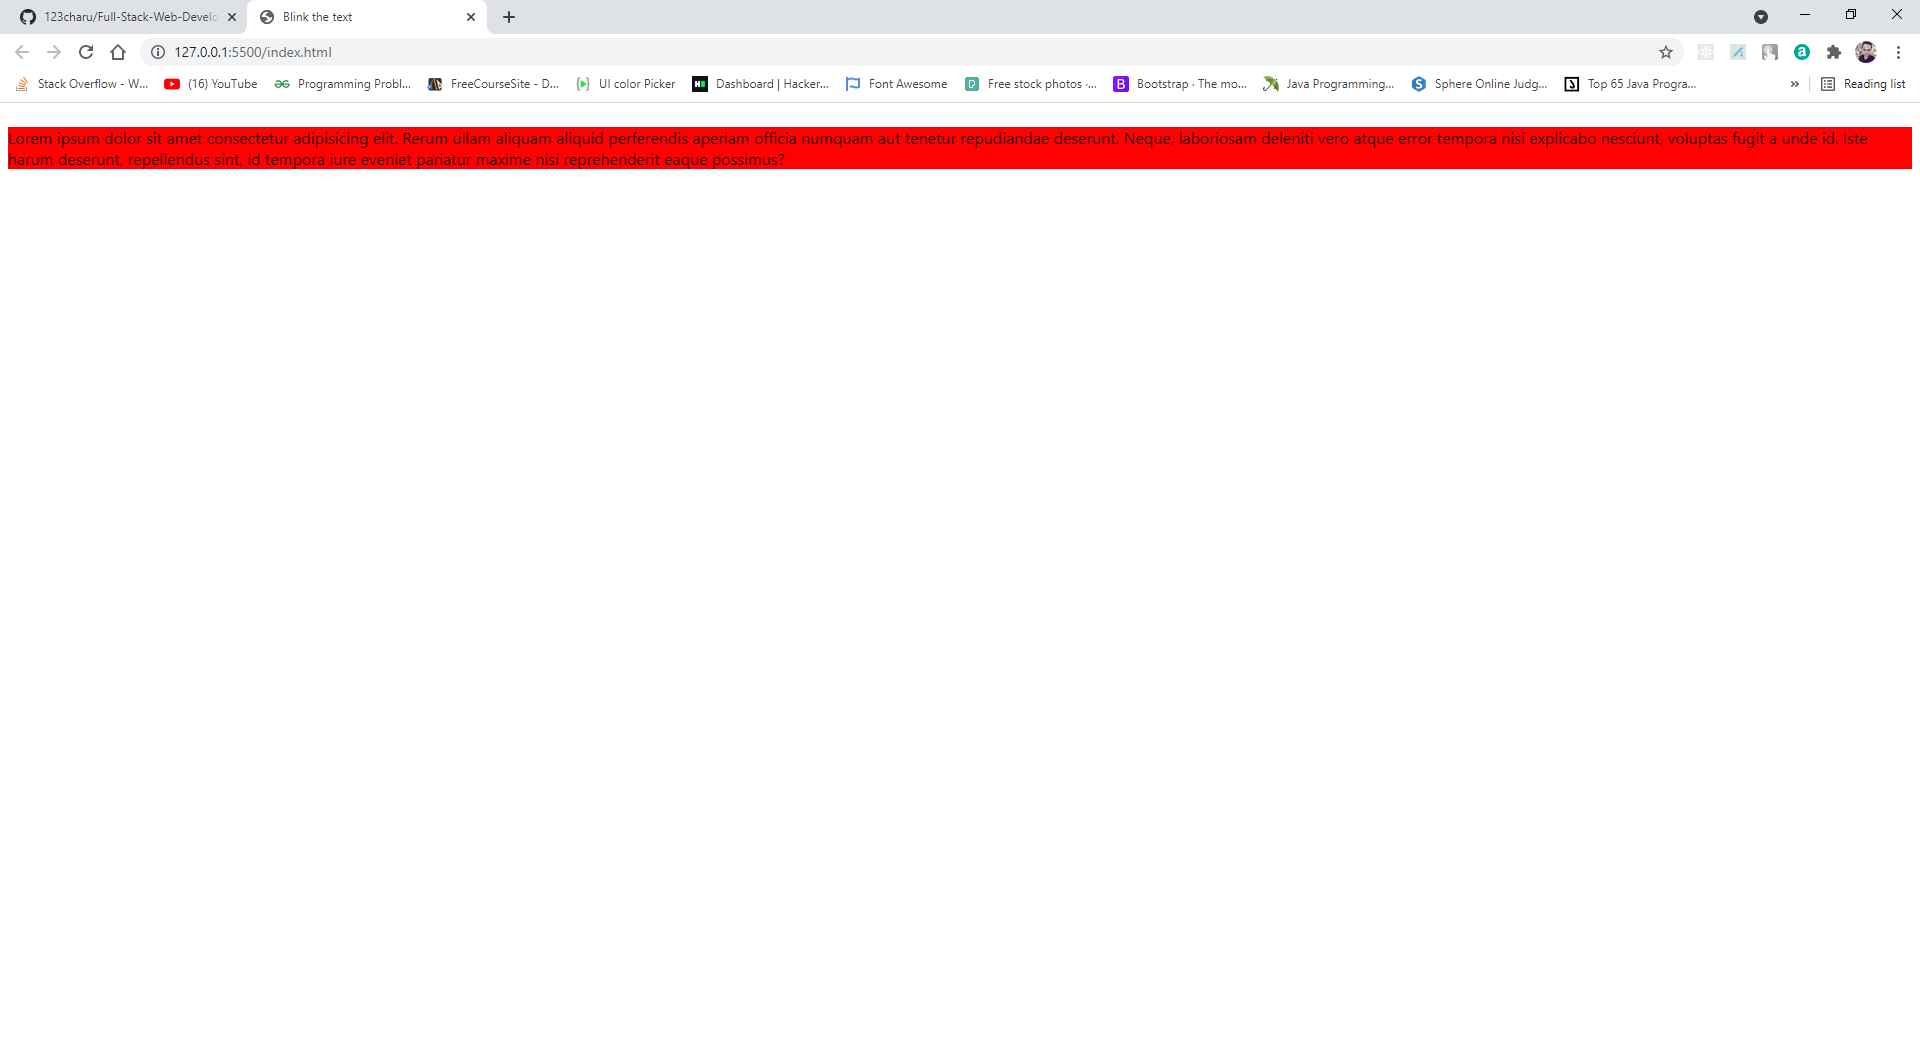 123charu/Full-Stack-Web-Develo
Blink the text
127.0.0.1:5500/index.html
Stack Overflow - W...
(16) YouTube
Programming Probl...
FreeCourseSite - D...
UI color Picker
Dashboard | Hacker...
Font Awesome
Free stock photos ·...
Bootstrap · The mo...
Java Programming...
Sphere Online Judg...
Top 65 Java Progra...
»
Reading list
Lorem ipsum dolor sit amet consectetur adipisicing elit. Rerum ullam aliquam aliquid perferendis aperiam officia numquam aut tenetur repudiandae deserunt. Neque, laboriosam deleniti vero atque error tempora nisi explicabo nesciunt, voluptas fugit a unde id. Iste
harum deserunt, repellendus sint, id tempora iure eveniet pariatur maxime nisi reprehenderit eaque possimus?